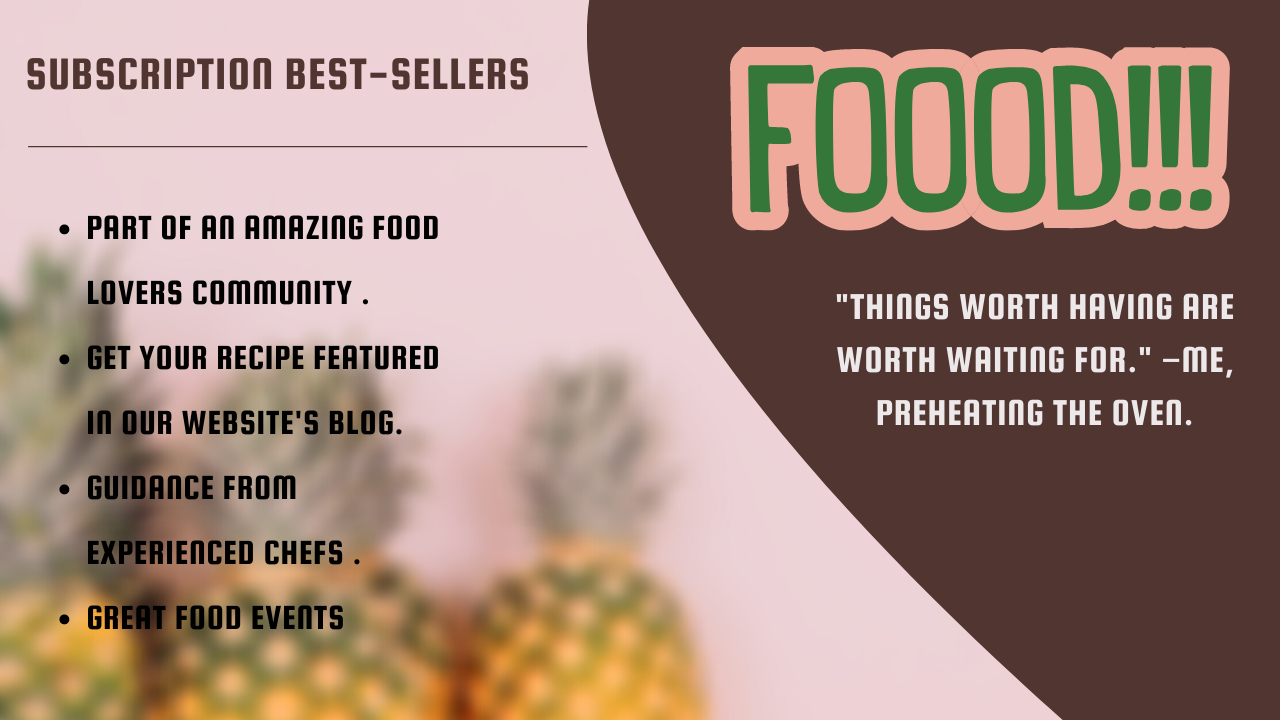 SUBSCRIPTION BEST-SELLERS
PART OF AN AMAZING FOOD
LOVERS COMMUNITY .
GET YOUR RECIPE FEATURED
IN OUR WEBSITE'S BLOG.
GUIDANCE FROM
EXPERIENCED CHEFS .
GREAT FOOD EVENTS
FOOOD!!!
"THINGS WORTH HAVING ARE
WORTH WAITING FOR." –ME,
PREHEATING THE OVEN.